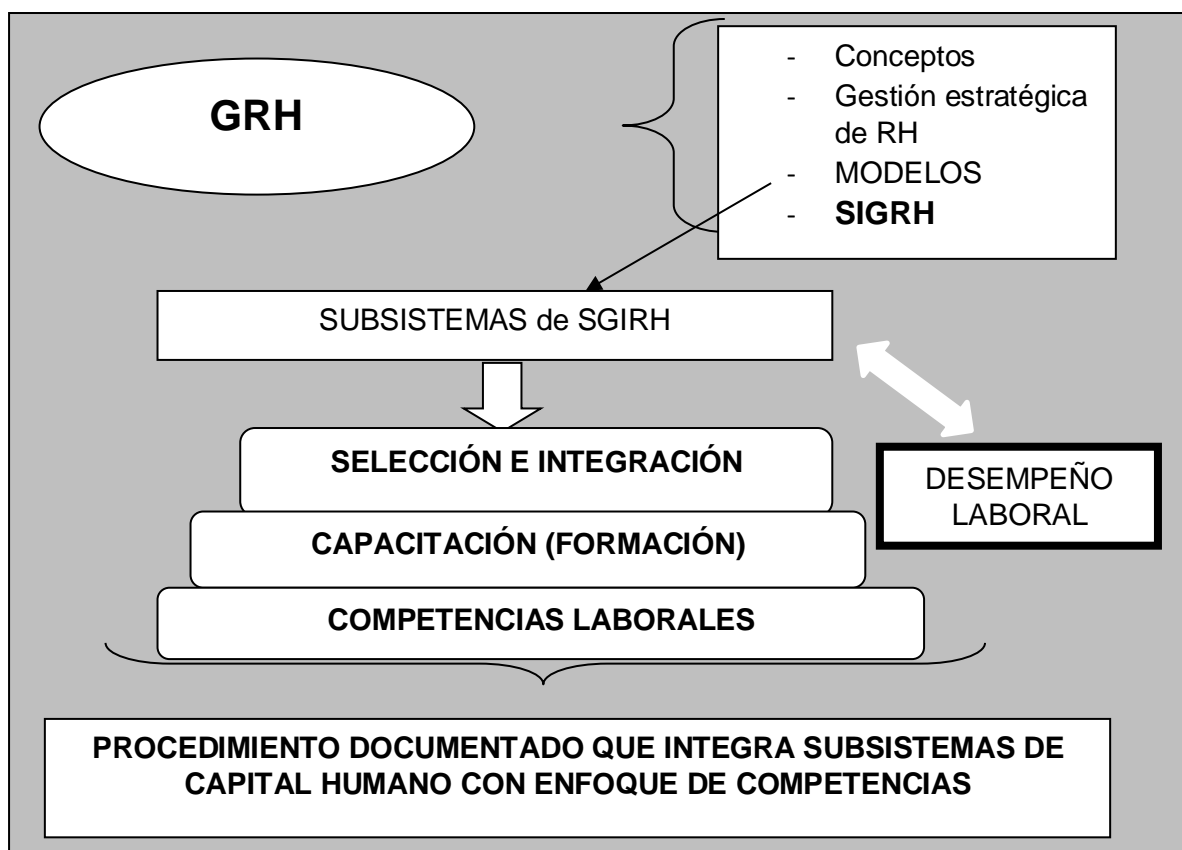 GRH
- Conceptos
- Gestión estratégica
de RH
- MODELOS
- SIGRH
SUBSISTEMAS de SGIRH
SELECCIÓN E INTEGRACIÓN
DESEMPEÑO
LABORAL
CAPACITACIÓN (FORMACIÓN)
COMPETENCIAS LABORALES
PROCEDIMIENTO DOCUMENTADO QUE INTEGRA SUBSISTEMAS DE
CAPITAL HUMANO CON ENFOQUE DE COMPETENCIAS